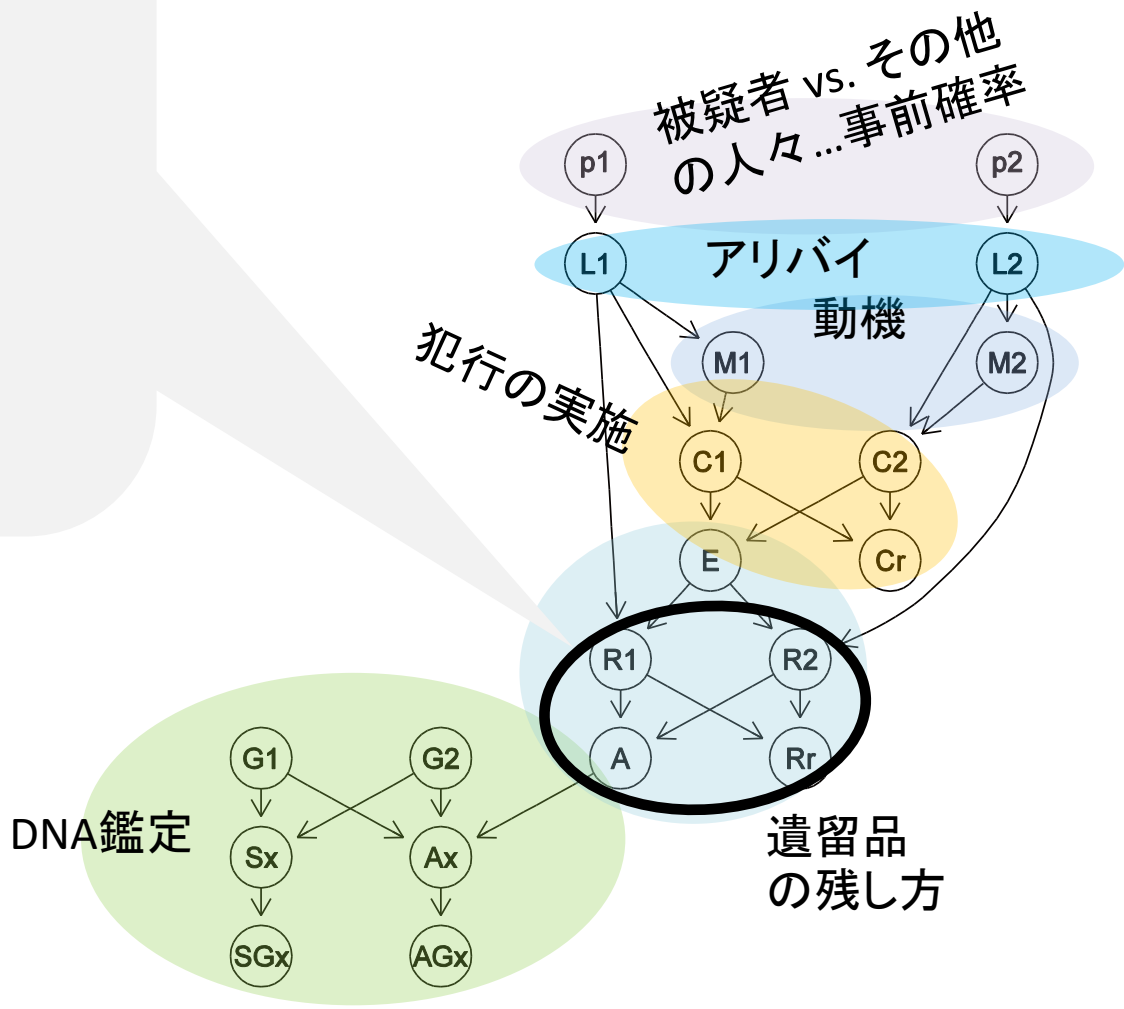 被疑者 vs. その他
の人々…事前確率
p1
p2
L1
アリバイ
L2
動機
犯行の実施
M1
M2
C1
C2
E
Cr
R1
R2
A
Rr
G1
G2
DNA鑑定
Sx
Ax
遺留品
の残し方
SGx
AGx